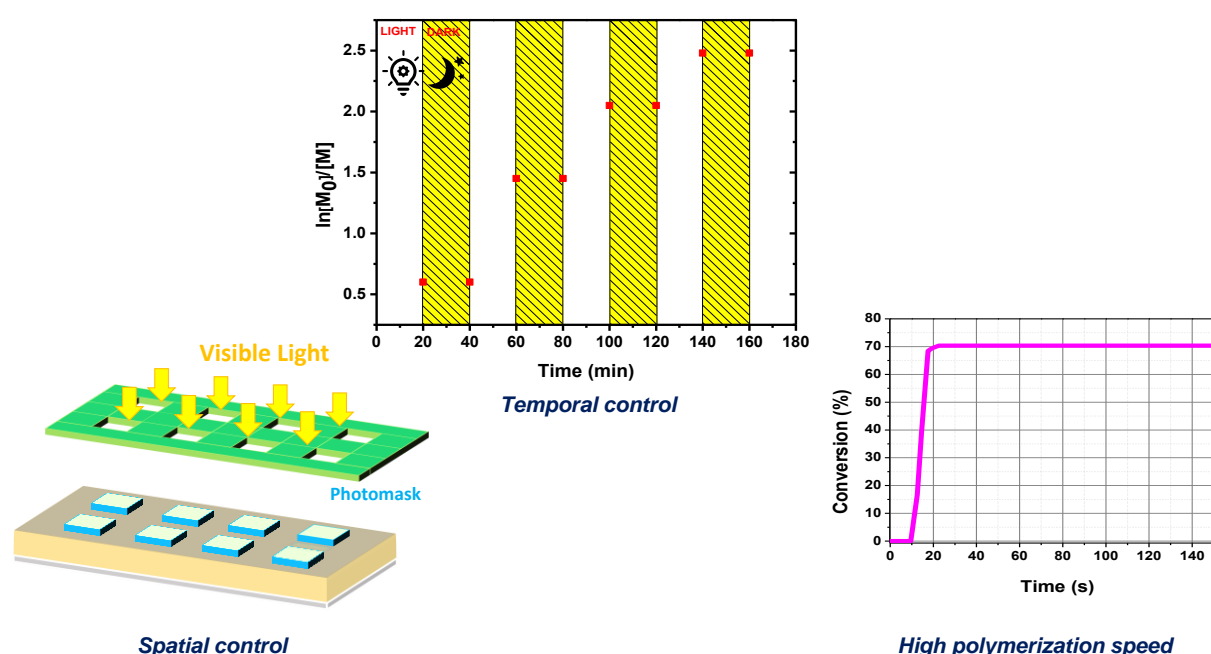 LIGHT DARK
2.5
2.0
1.5
1.0
0.5
ln[M0]/[M]
0 20 40 60 80 100 120 140 160 180
Time (min)
Temporal control
Visible Light
Photomask
Spatial control
80
70
60
50
40
30
20
10
0
Conversion (%)
0 20 40 60 80 100 120 140
Time (s)
High polymerization speed